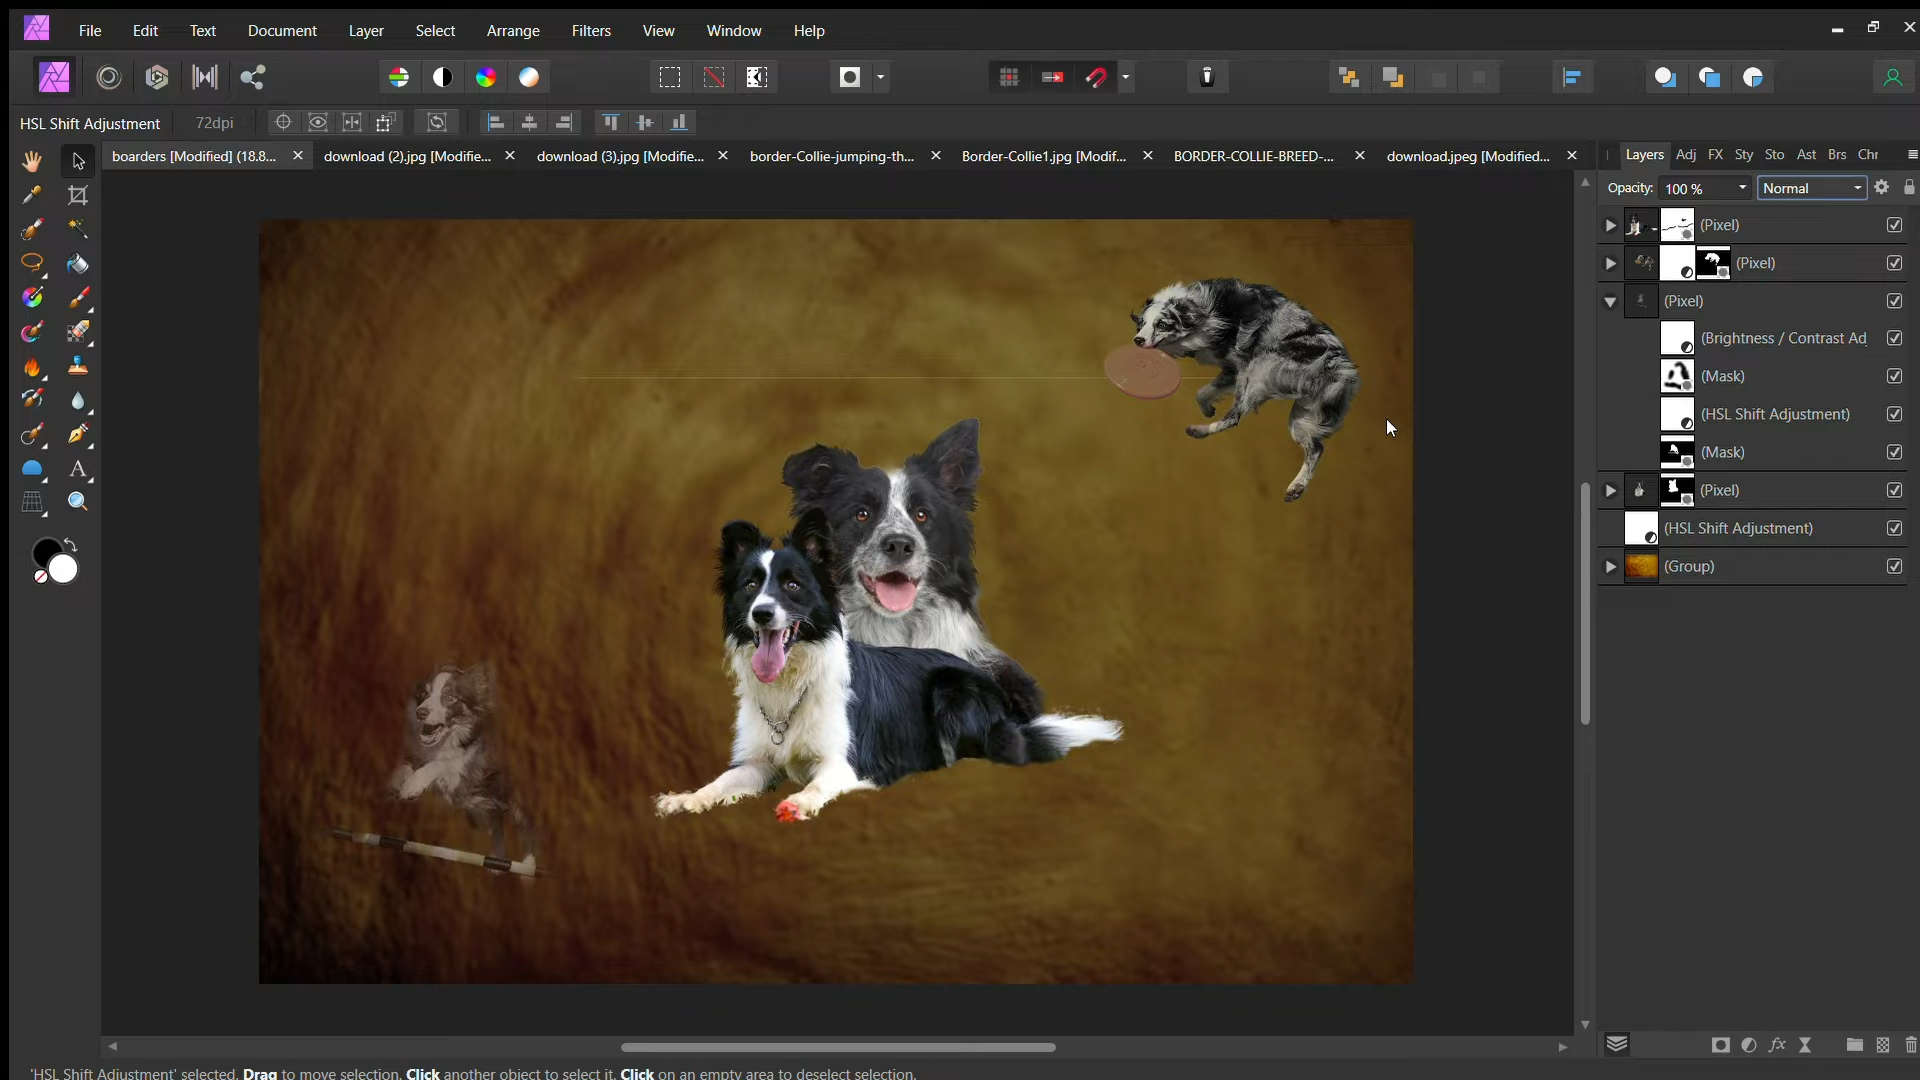 File Edit Text Document Layer Select Arrange Filters View Window Help
HSL Shift Adjustment 72dpi
boarders [Modified] (18.8... download (2).jpg [Modifie... download (3).jpg [Modifie... border-Collie-jumping-th... Border-Collie1.jpg [Modif... BORDER-COLLIE-BREED-... download.jpeg [Modified...
Layers Adj FX Sty Sto Ast Brs Chr
Opacity: 100 % Normal
(Pixel)
(Pixel)
(Pixel)
(Brightness / Contrast Ad
(Mask)
(HSL Shift Adjustment)
(Mask)
(Pixel)
(HSL Shift Adjustment)
(Group)
'HSL Shift Adjustment' selected. Drag to move selection. Click another object to select it. Click on an empty area to deselect selection.